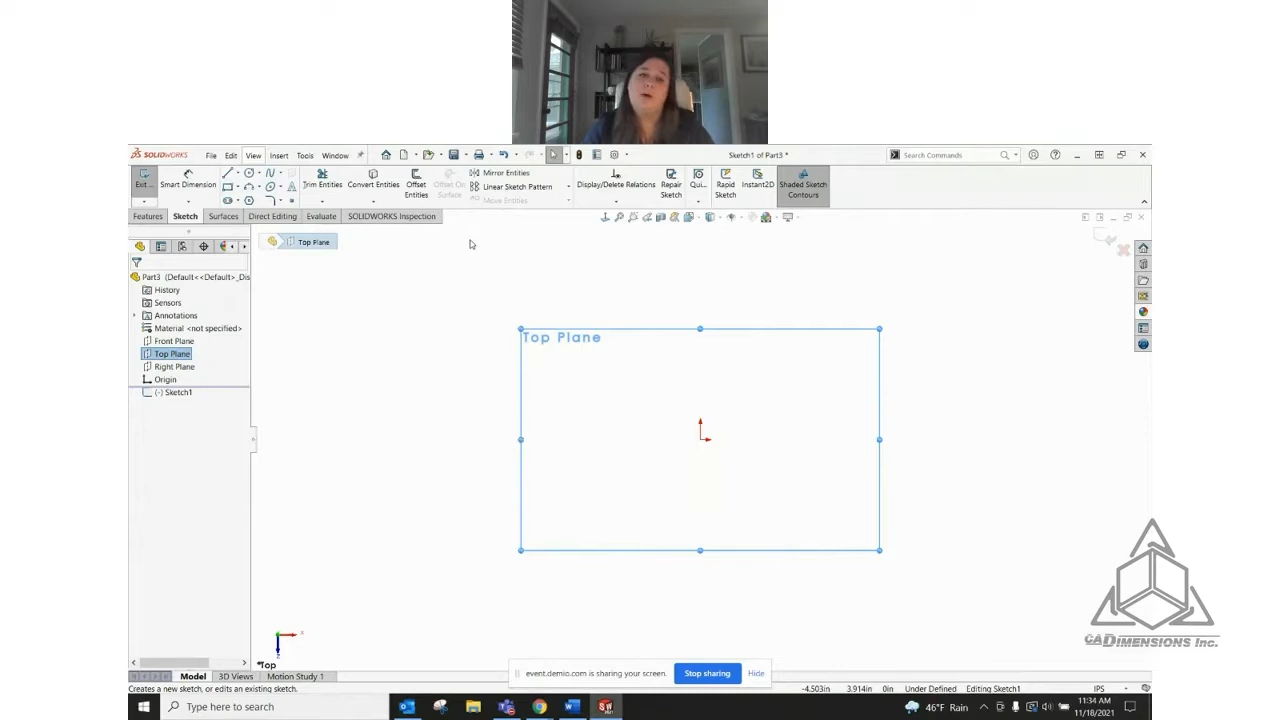 SOLIDWORKS File Edit View Insert Tools Window Sketch1 of Part3 * Search Commands
Exit... Smart Dimension Trim Entities Convert Entities Offset Entities Offset On Surface Mirror Entities Linear Sketch Pattern Move Entities Display/Delete Relations Repair Sketch Qui... Rapid Sketch Instant2D Shaded Sketch Contours
Features Sketch Surfaces Direct Editing Evaluate SOLIDWORKS Inspection
Top Plane
Part3 (Default<<Default>_Dis
History
Sensors
Annotations
Material <not specified>
Front Plane
Top Plane
Right Plane
Origin
(-) Sketch1
Top Plane
*Top
CADIMENSIONS Inc.
event.demio.com is sharing your screen. Stop sharing Hide
Model 3D Views Motion Study 1
Creates a new sketch, or edits an existing sketch. -4.503in 3.914in 0in Under Defined Editing Sketch1 IPS
Type here to search 46°F Rain 11:34 AM
11/18/2021